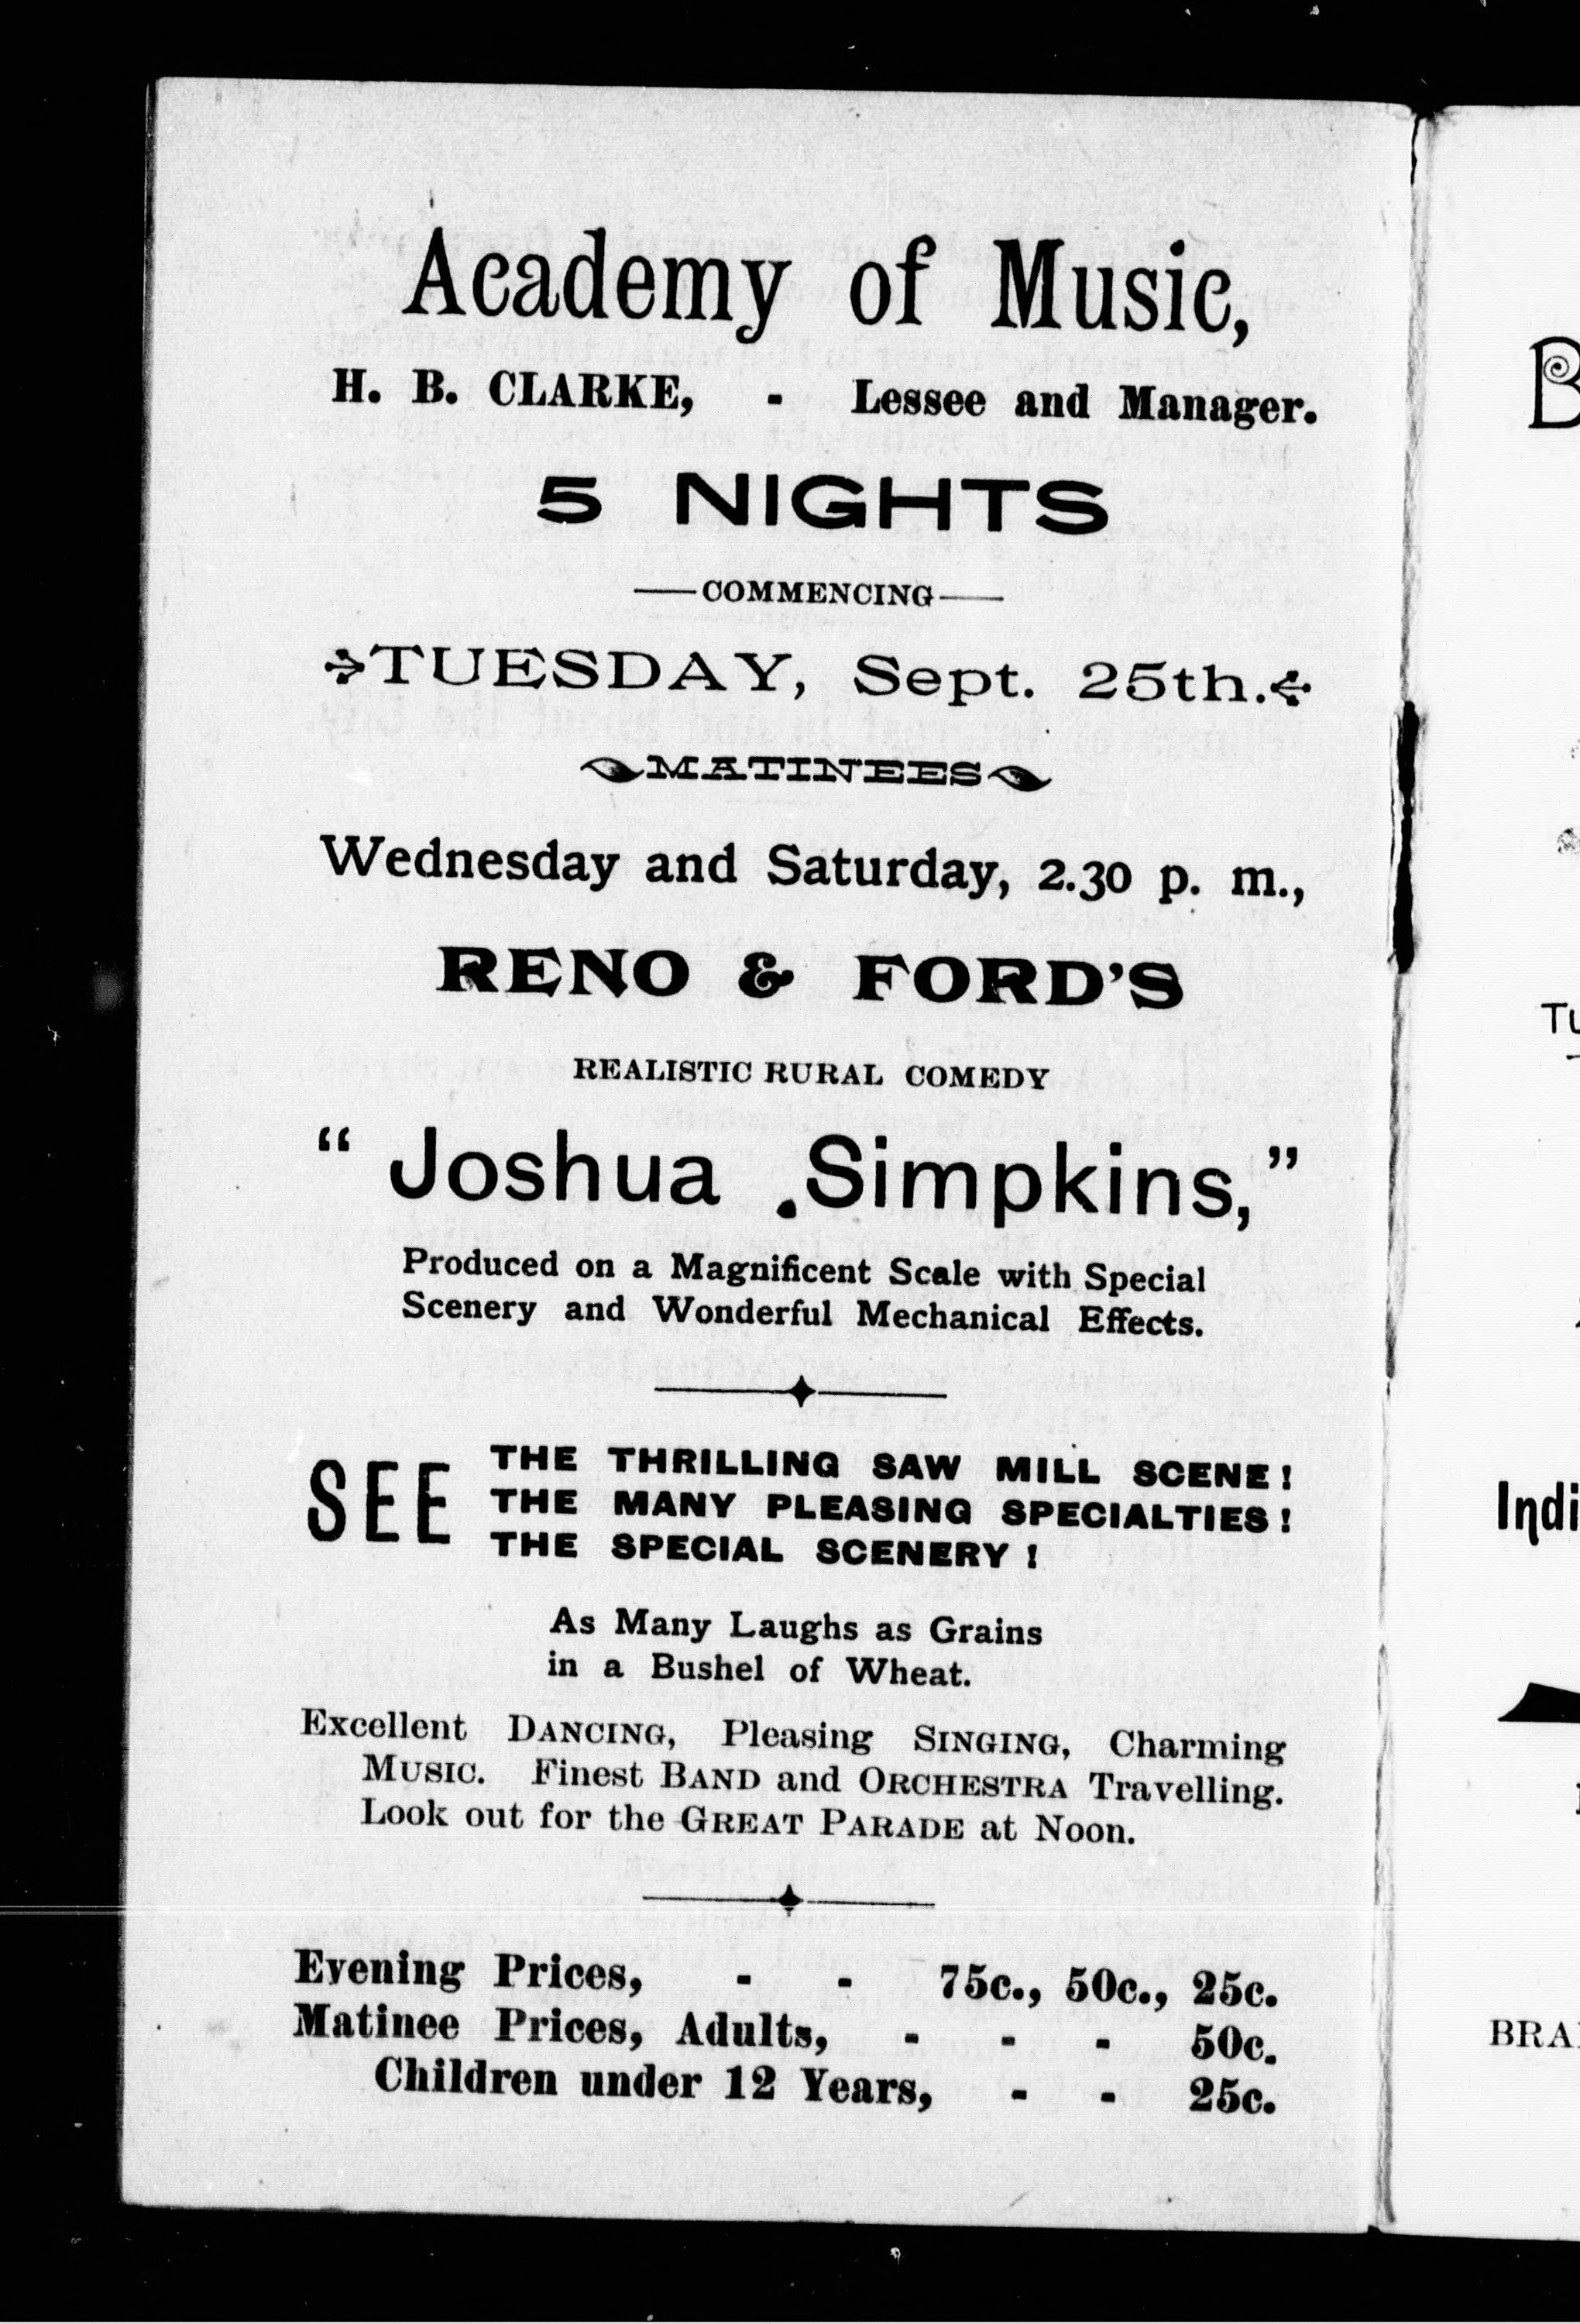 Academy of Music,
H. B. CLARKE, - Lessee and Manager.
5 NIGHTS
—COMMENCING—
TUESDAY, Sept. 25th.
MATINEES
Wednesday and Saturday, 2.30 p. m.,
RENO & FORD'S
REALISTIC RURAL COMEDY
" Joshua Simpkins,"
Produced on a Magnificent Scale with Special
Scenery and Wonderful Mechanical Effects.
SEE THE THRILLING SAW MILL SCENE!
THE MANY PLEASING SPECIALTIES!
THE SPECIAL SCENERY!
As Many Laughs as Grains
in a Bushel of Wheat.
Excellent DANCING, Pleasing SINGING, Charming
MUSIC. Finest BAND and ORCHESTRA Travelling.
Look out for the GREAT PARADE at Noon.
Evening Prices, - - 75c., 50c., 25c.
Matinee Prices, Adults, - - - 50c.
Children under 12 Years, - - 25c.